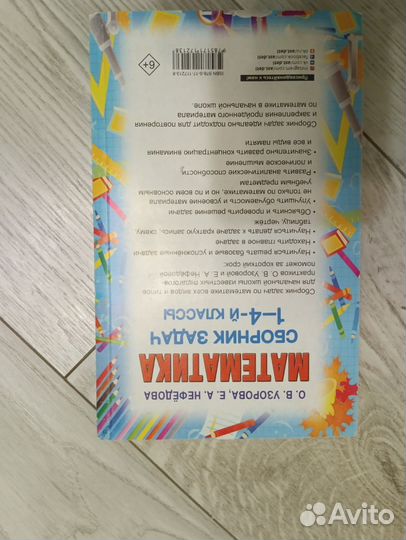 О. В. УЗОРОВА, Е. А. НЕФЁДОВА
МАТЕМАТИКА
СБОРНИК ЗАДАЧ
1–4-Й КЛАССЫ
Сборник задач по математике всех видов и типов
для начальной школы известных педагогов-
практиков О. В. Узоровой и Е. А. Нефёдовой
поможет за короткий срок:
Научиться решать базовые и усложнённые задачи
• Находить главное в задаче
• Научиться делать к задаче краткую запись, схему,
таблицу, чертёж
• Объяснить и проверить решение задачи
• Улучшить обучаемость и усвоение материала
не только по математике, но и по всем основным
учебным предметам
• Развить аналитические способности
и логическое мышление
• Значительно развить концентрацию внимания
и все виды памяти
Сборник задач идеально подходит для повторения
и закрепления пройденного материала
по математике в начальной школе.
Присоединяйтесь к нам!
6+
Avito